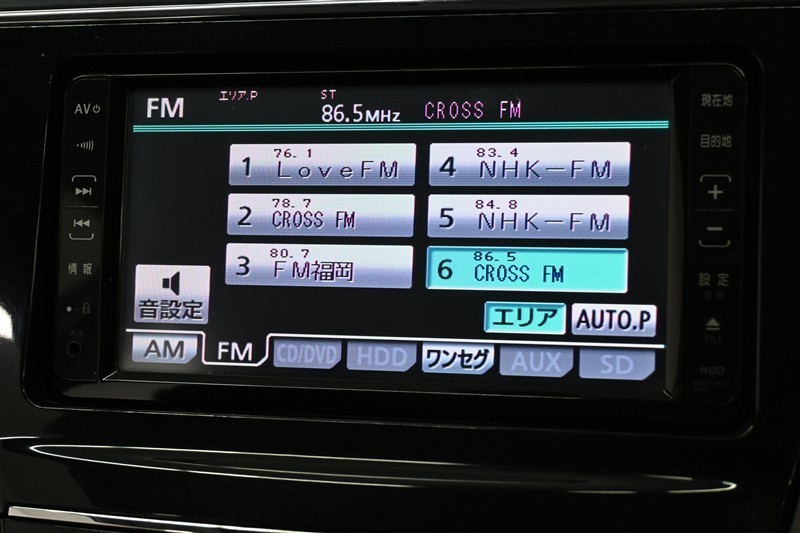 AV
現在地
目的地
+
−
情報
設定
AUX
TILT
HDD
FM エリア.P ST 86.5MHz CROSS FM
1 76.1 LoveFM
2 78.7 CROSS FM
3 80.7 FM福岡
4 83.4 NHK-FM
5 84.8 NHK-FM
6 86.5 CROSS FM
音設定
エリア AUTO.P
AM FM CD/DVD HDD ワンセグ AUX SD